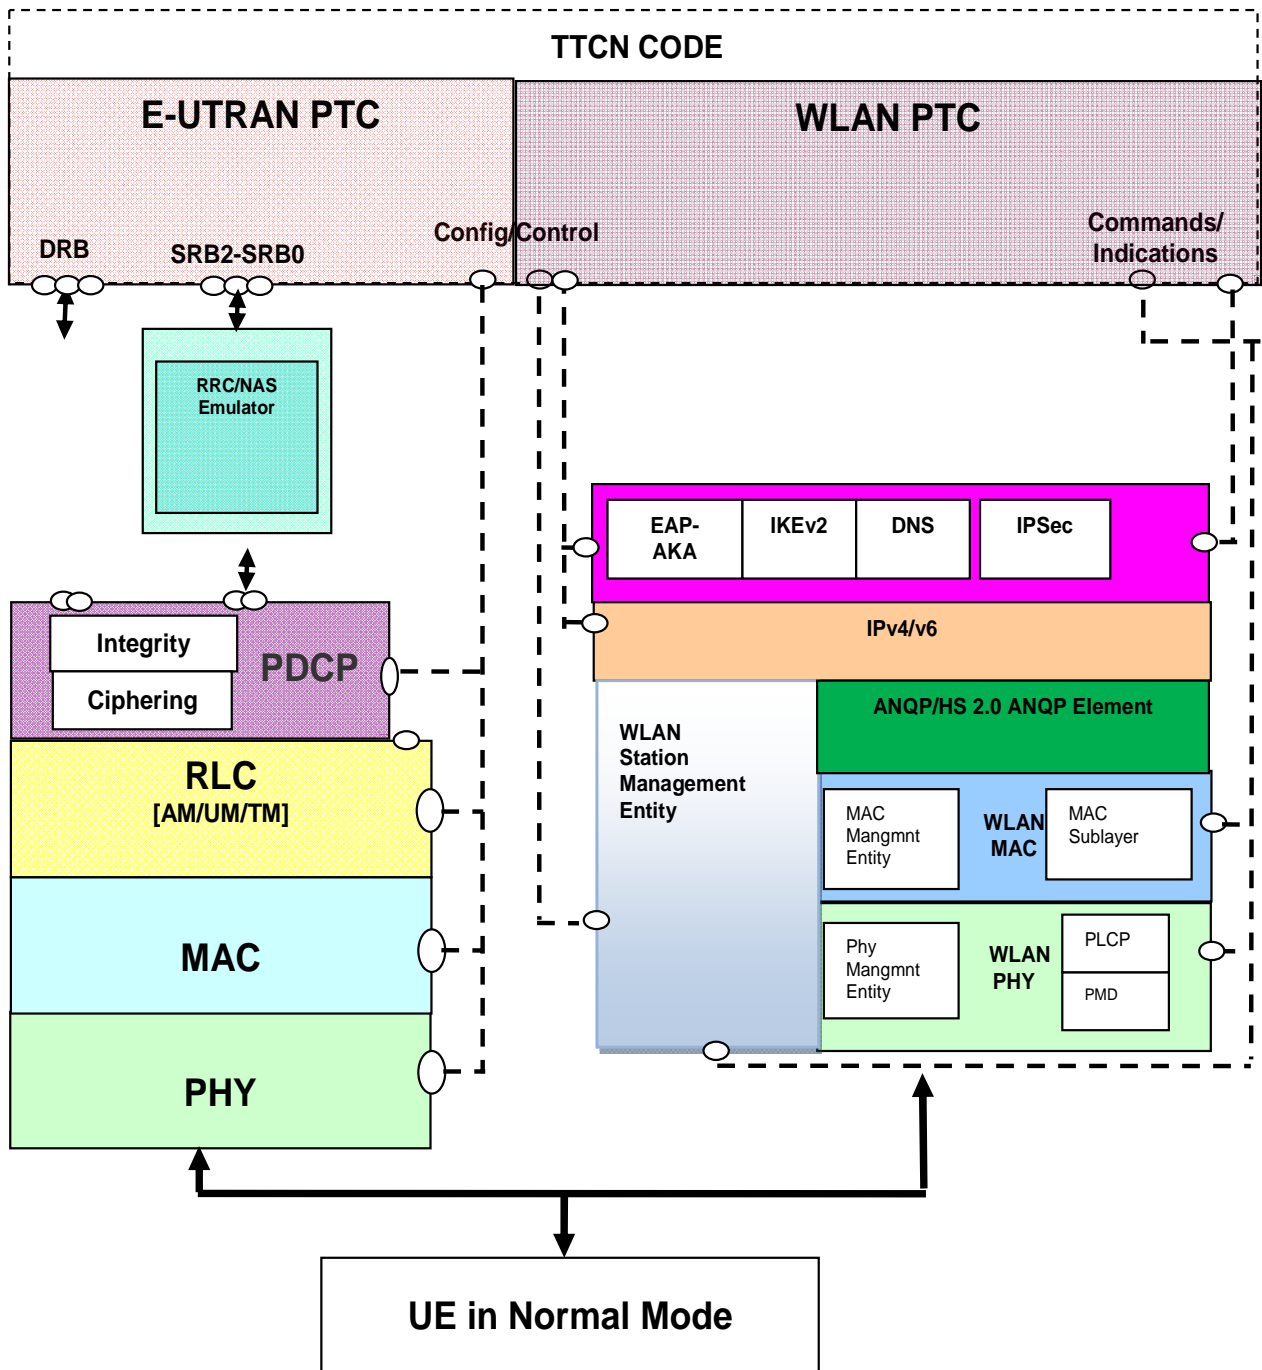 TTCN CODE
E-UTRAN PTC
WLAN PTC
DRB
SRB2-SRB0
Config/Control
Commands/
Indications
RRC/NAS
Emulator
EAP-
AKA
IKEv2
DNS
IPSec
IPv4/v6
Integrity
Ciphering
PDCP
RLC
[AM/UM/TM]
MAC
PHY
WLAN
Station
Management
Entity
ANQP/HS 2.0 ANQP Element
MAC
Mangmnt
Entity
WLAN
MAC
MAC
Sublayer
Phy
Mangmnt
Entity
WLAN
PHY
PLCP
PMD
UE in Normal Mode